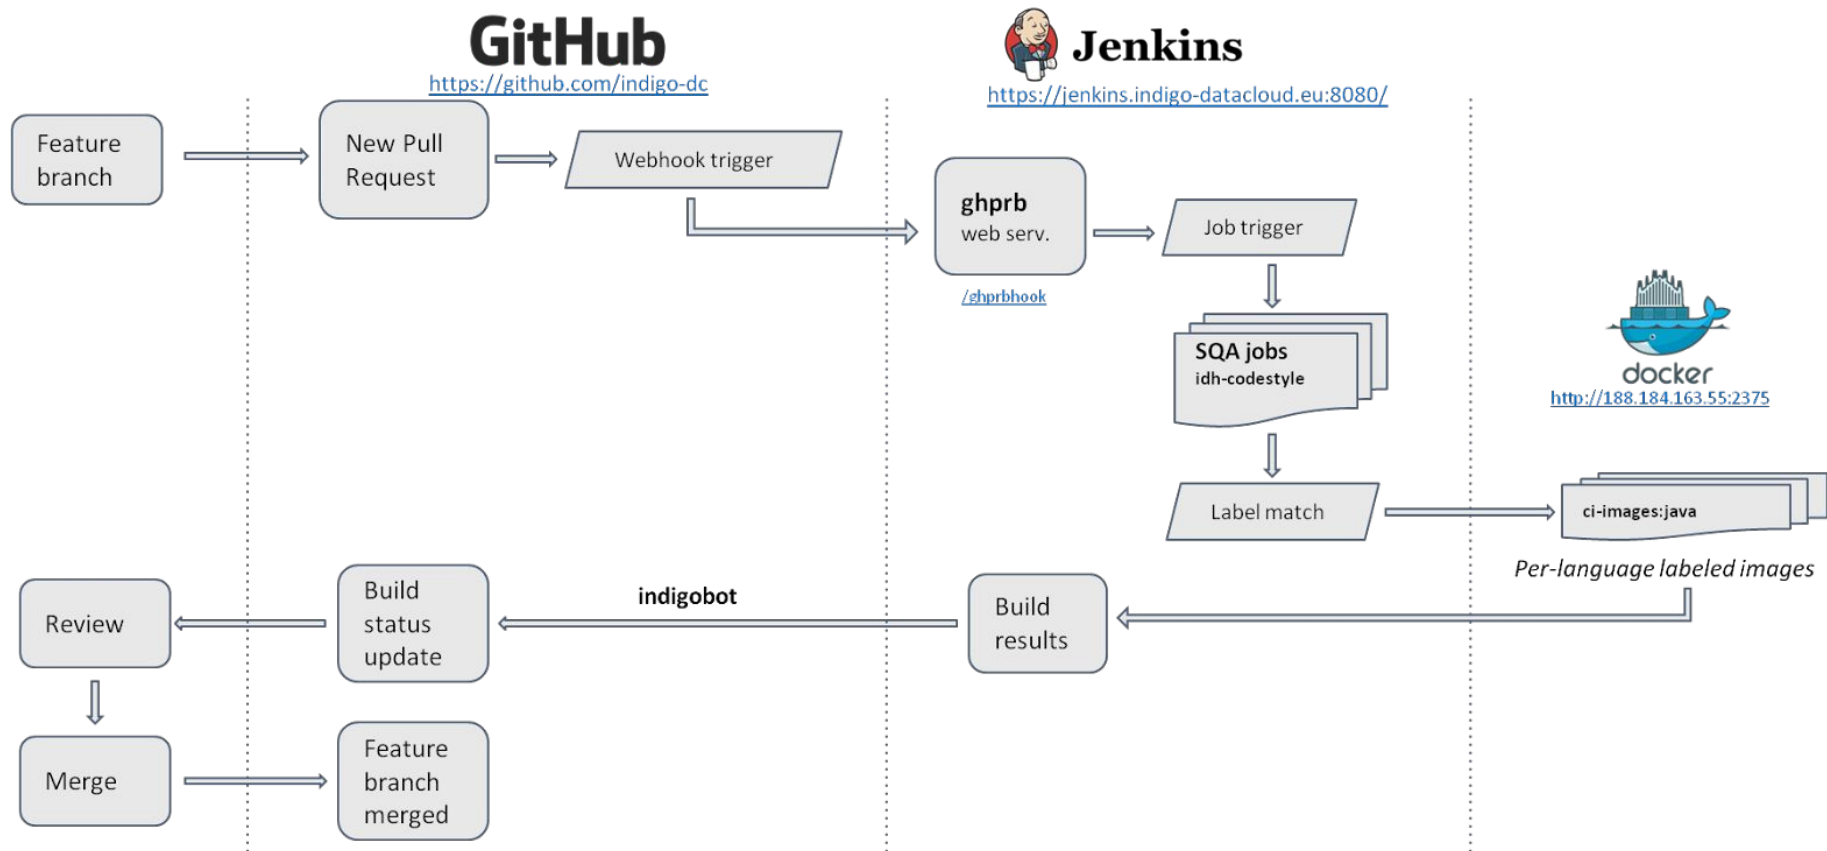 GitHub
https://github.com/indigo-dc
Jenkins
https://jenkins.indigo-datacloud.eu:8080/
Feature
branch
New Pull
Request
Webhook trigger
ghprb
web serv.
/ghprbhook
Job trigger
SQA jobs
idh-codestyle
docker
http://188.184.163.55:2375
Label match
ci-images:java
Per-language labeled images
Review
Build
status
update
indigobot
Build
results
Merge
Feature
branch
merged